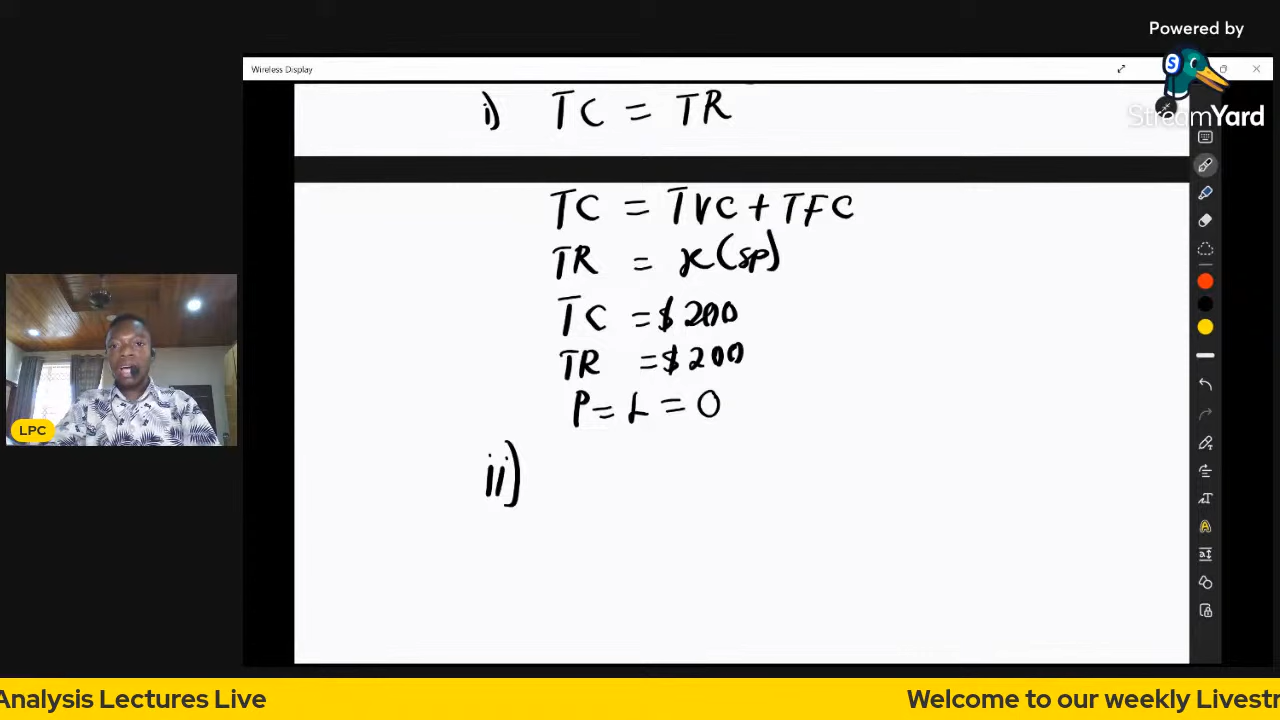 Powered by
StreamYard
Wireless Display
i) TC = TR
TC = TVC + TFC
TR = x(sp)
TC = $200
TR = $200
P = L = 0
ii)
LPC
Analysis Lectures Live
Welcome to our weekly Livestr